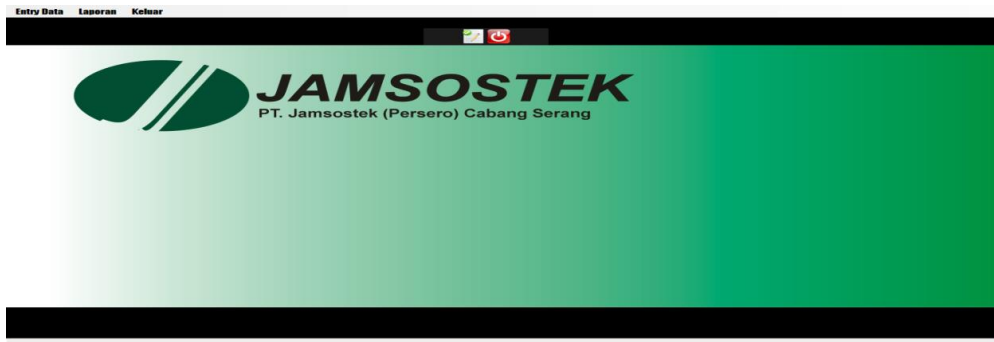 Entry Data Laporan Keluar
JAMSOSTEK
PT. Jamsostek (Persero) Cabang Serang